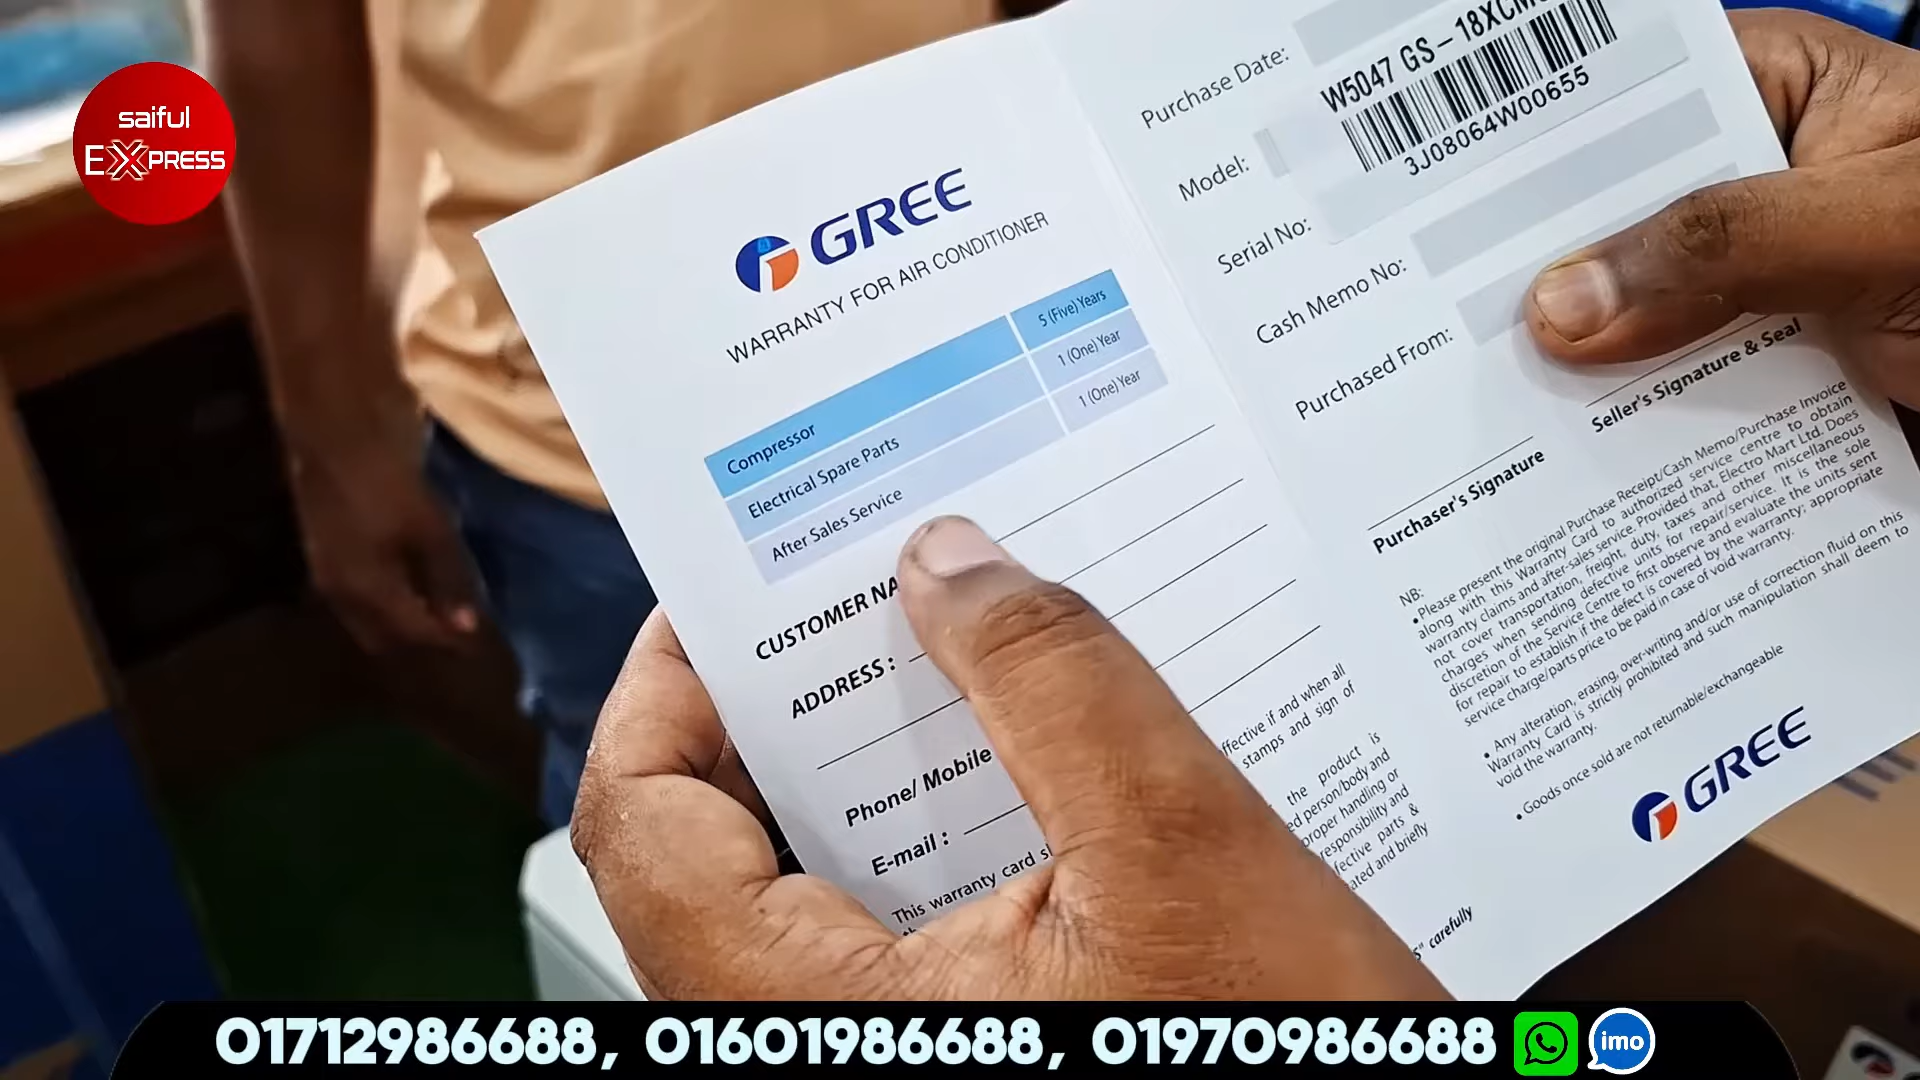 saiful
EXPRESS
GREE
WARRANTY FOR AIR CONDITIONER
Compressor 5 (Five) Years
Electrical Spare Parts 1 (One) Year
After Sales Service 1 (One) Year
CUSTOMER NA
ADDRESS :
Phone/ Mobile
E-mail :
This warranty card
ffective if and when all
stamps and sign of
the product is
ed person/body and
proper handling or
responsibility and
fective parts &
ated and briefly
carefully
Purchase Date:
W5047 GS-18XCM
3J08064W00655
Model:
Serial No:
Cash Memo No:
Purchased From:
Seller's Signature & Seal
Purchaser's Signature
NB:
•Please present the original Purchase Receipt/Cash Memo/Purchase Invoice
along with this Warranty Card to authorized service centre to obtain
warranty claims and after-sales service. Provided that, Electro Mart Ltd. Does
not cover transportation, freight, duty, taxes and other miscellaneous
charges when sending defective units for repair/service. It is the sole
discretion of the Service Centre to first observe and evaluate the units sent
for repair to establish if the defect is covered by the warranty; appropriate
service charge/parts price to be paid in case of void warranty.
• Any alteration, erasing, over-writing and/or use of correction fluid on this
Warranty Card is strictly prohibited and such manipulation shall deem to
void the warranty.
•Goods once sold are not returnable/exchangeable
GREE
01712986688, 01601986688, 01970986688
imo